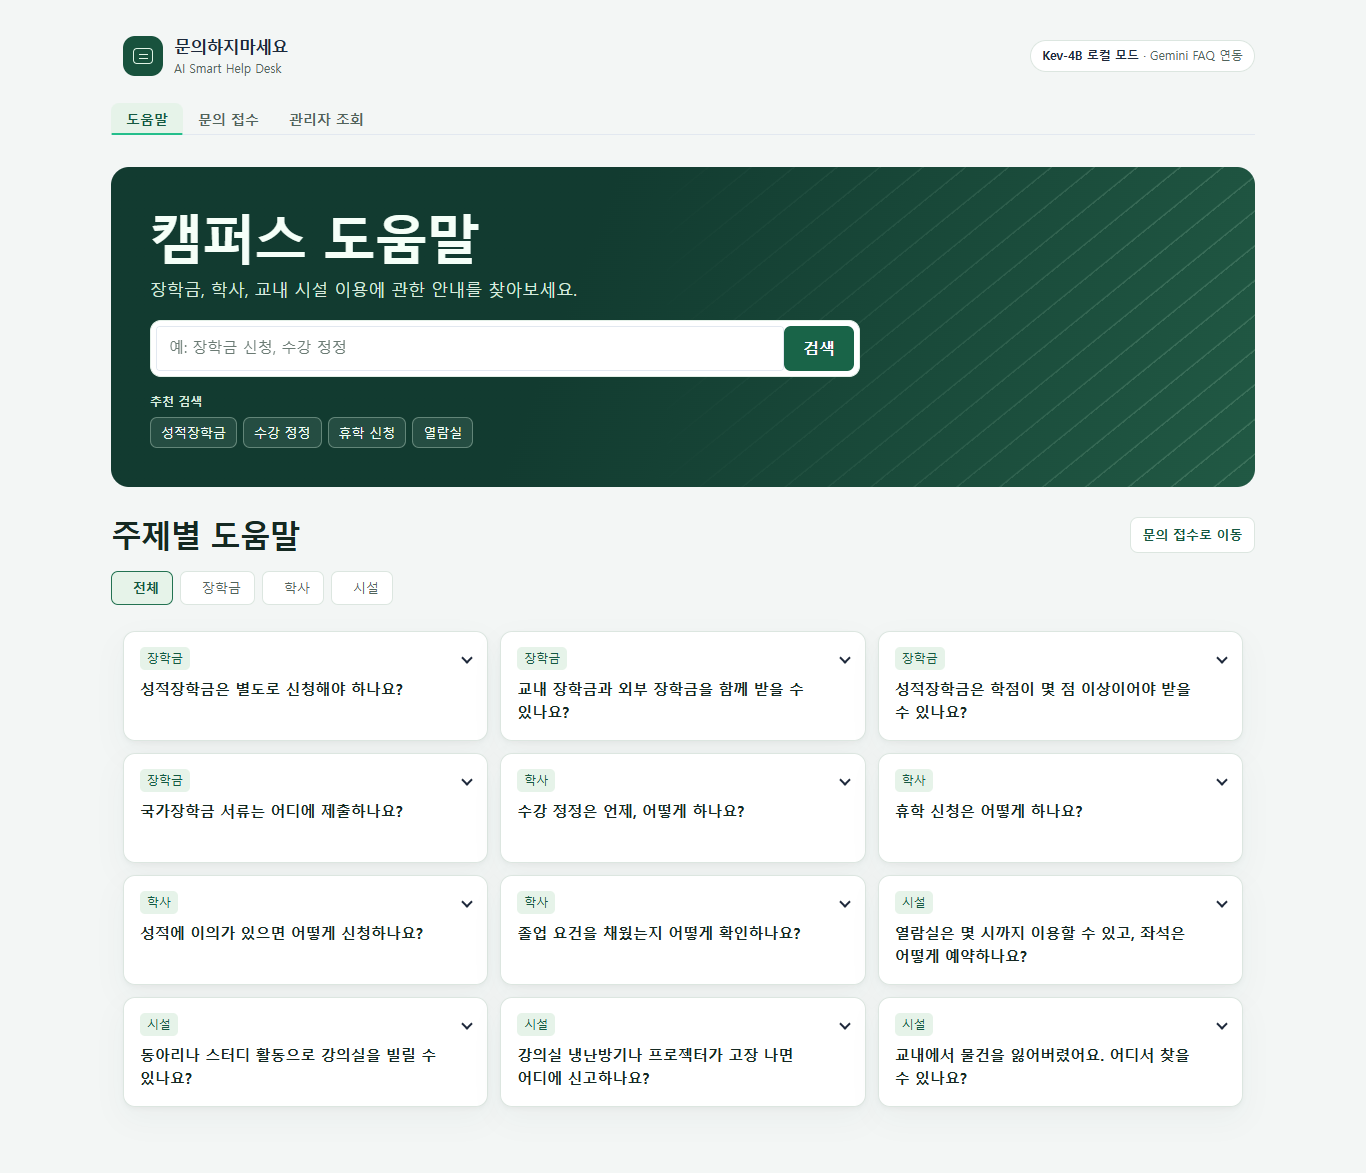 문의하지마세요
AI Smart Help Desk
Kev-4B 로컬 모드 · Gemini FAQ 연동
도움말
문의 접수
관리자 조회
캠퍼스 도움말
장학금, 학사, 교내 시설 이용에 관한 안내를 찾아보세요.
예: 장학금 신청, 수강 정정
검색
추천 검색
성적장학금
수강 정정
휴학 신청
열람실
주제별 도움말
문의 접수로 이동
전체
장학금
학사
시설
장학금
성적장학금은 별도로 신청해야 하나요?
장학금
교내 장학금과 외부 장학금을 함께 받을 수
있나요?
장학금
성적장학금은 학점이 몇 점 이상이어야 받을
수 있나요?
장학금
국가장학금 서류는 어디에 제출하나요?
학사
수강 정정은 언제, 어떻게 하나요?
학사
휴학 신청은 어떻게 하나요?
학사
성적에 이의가 있으면 어떻게 신청하나요?
학사
졸업 요건을 채웠는지 어떻게 확인하나요?
시설
열람실은 몇 시까지 이용할 수 있고, 좌석은
어떻게 예약하나요?
시설
동아리나 스터디 활동으로 강의실을 빌릴 수
있나요?
시설
강의실 냉난방기나 프로젝터가 고장 나면
어디에 신고하나요?
시설
교내에서 물건을 잃어버렸어요. 어디서 찾을
수 있나요?